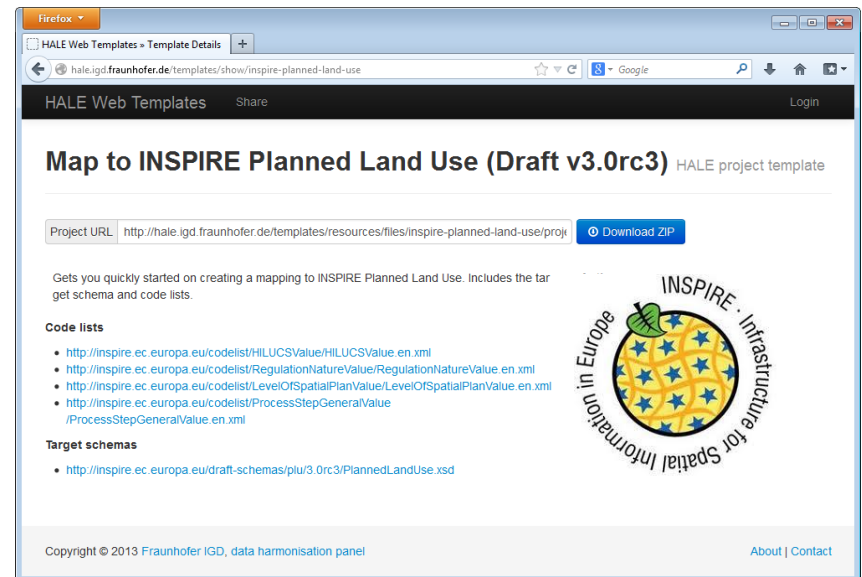 Firefox
HALE Web Templates » Template Details
hale.igd.fraunhofer.de/templates/show/inspire-planned-land-use
Google
HALE Web Templates Share Login
Map to INSPIRE Planned Land Use (Draft v3.0rc3) HALE project template
Project URL http://hale.igd.fraunhofer.de/templates/resources/files/inspire-planned-land-use/proje Download ZIP
Gets you quickly started on creating a mapping to INSPIRE Planned Land Use. Includes the tar
get schema and code lists.
INSPIRE · Infrastructure for Spatial Information in Europe
Code lists
http://inspire.ec.europa.eu/codelist/HILUCSValue/HILUCSValue.en.xml
http://inspire.ec.europa.eu/codelist/RegulationNatureValue/RegulationNatureValue.en.xml
http://inspire.ec.europa.eu/codelist/LevelOfSpatialPlanValue/LevelOfSpatialPlanValue.en.xml
http://inspire.ec.europa.eu/codelist/ProcessStepGeneralValue
/ProcessStepGeneralValue.en.xml
Target schemas
http://inspire.ec.europa.eu/draft-schemas/plu/3.0rc3/PlannedLandUse.xsd
Copyright © 2013 Fraunhofer IGD, data harmonisation panel About | Contact